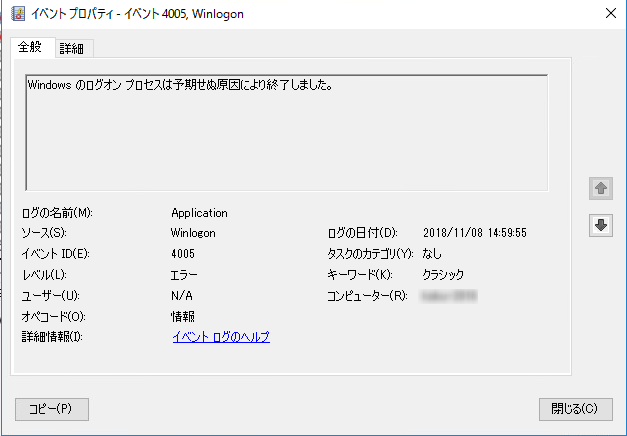 イベント プロパティ - イベント 4005, Winlogon
全般 詳細
Windows のログオン プロセスは予期せぬ原因により終了しました。
ログの名前(M): Application
ソース(S): Winlogon ログの日付(D): 2018/11/08 14:59:55
イベント ID(E): 4005 タスクのカテゴリ(Y): なし
レベル(L): エラー キーワード(K): クラシック
ユーザー(U): N/A コンピューター(R):
オペコード(O): 情報
詳細情報(I): イベント ログのヘルプ
コピー(P) 閉じる(C)